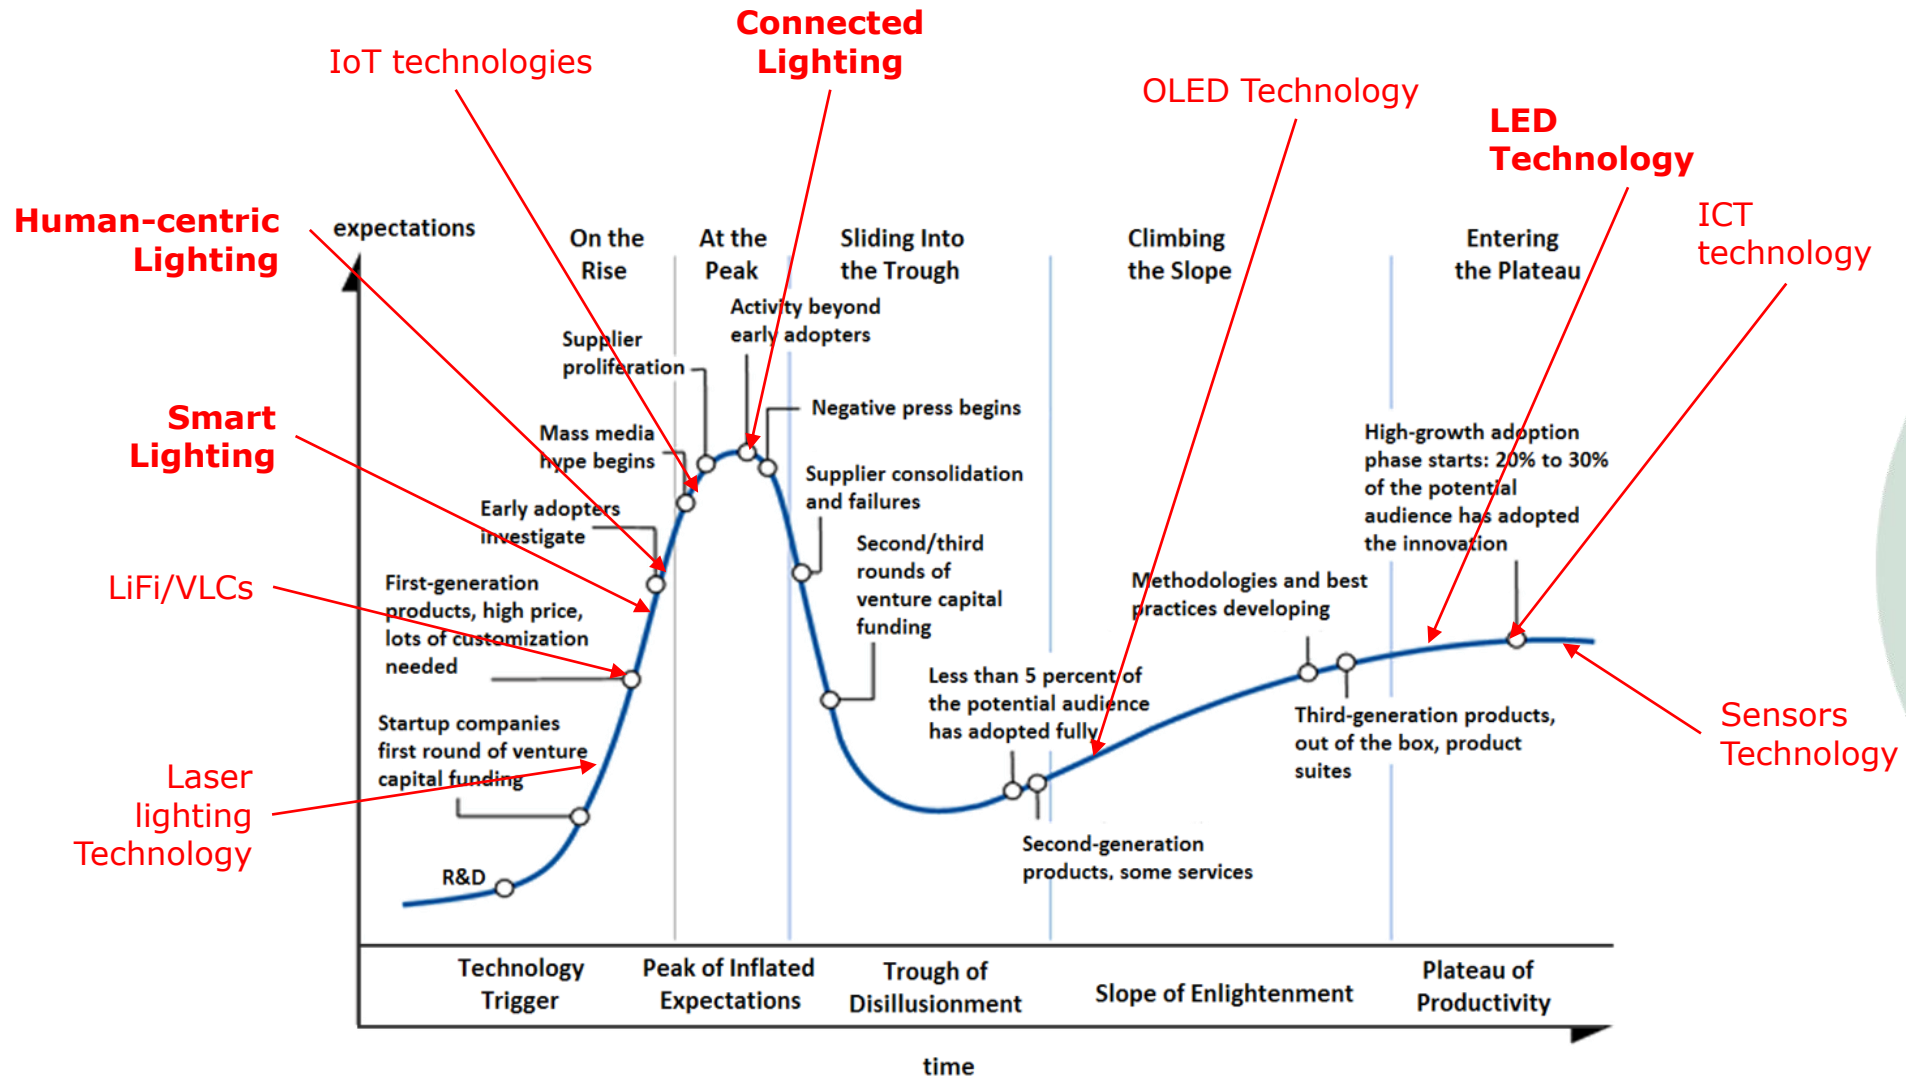 Connected
Lighting
IoT technologies
OLED Technology
LED
Technology
ICT
technology
Human-centric
Lighting
expectations
On the
Rise
At the
Peak
Sliding Into
the Trough
Climbing
the Slope
Entering
the Plateau
Activity beyond
early adopters
Supplier
proliferation
Negative press begins
Smart
Lighting
Mass media
hype begins
High-growth adoption
phase starts: 20% to 30%
of the potential
audience has adopted
the innovation
Supplier consolidation
and failures
Early adopters
investigate
Second/third
rounds of
venture capital
funding
LiFi/VLCs
First-generation
products, high price,
lots of customization
needed
Methodologies and best
practices developing
Less than 5 percent of
the potential audience
has adopted fully
Startup companies
first round of venture
capital funding
Third-generation products,
out of the box, product
suites
Sensors
Technology
Laser
lighting
Technology
Second-generation
products, some services
R&D
Technology
Trigger
Peak of Inflated
Expectations
Trough of
Disillusionment
Slope of Enlightenment
Plateau of
Productivity
time